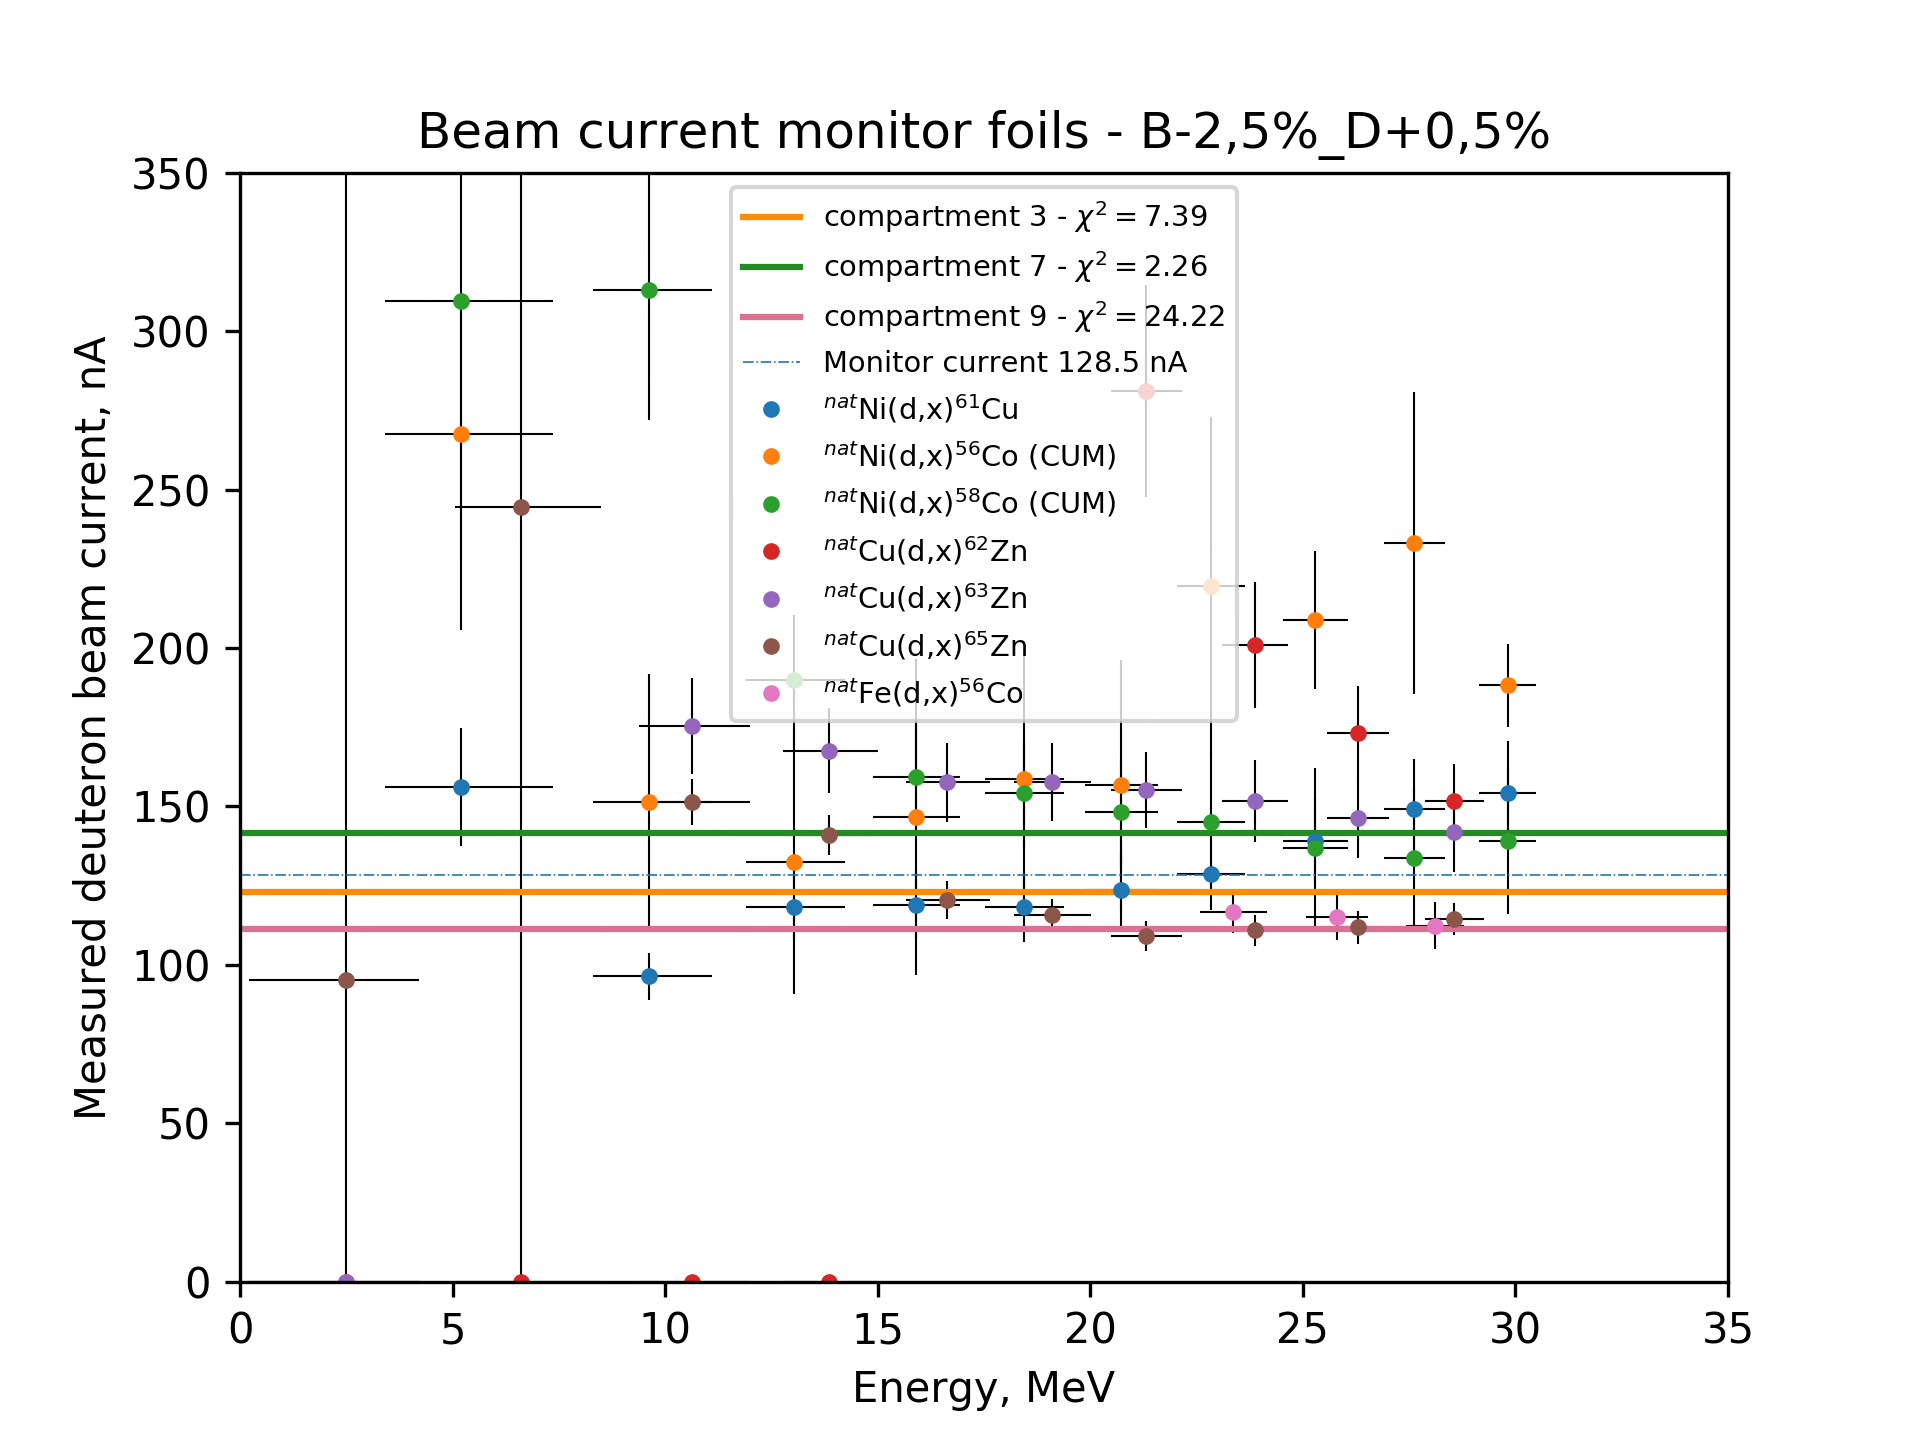 Beam current monitor foils - B-2,5%_D+0,5%
350
300
250
200
150
100
50
0
Measured deuteron beam current, nA
compartment 3 - χ² = 7.39
compartment 7 - χ² = 2.26
compartment 9 - χ² = 24.22
Monitor current 128.5 nA
ⁿᵃᵗNi(d,x)⁶¹Cu
ⁿᵃᵗNi(d,x)⁵⁶Co (CUM)
ⁿᵃᵗNi(d,x)⁵⁸Co (CUM)
ⁿᵃᵗCu(d,x)⁶²Zn
ⁿᵃᵗCu(d,x)⁶³Zn
ⁿᵃᵗCu(d,x)⁶⁵Zn
ⁿᵃᵗFe(d,x)⁵⁶Co
0 5 10 15 20 25 30 35
Energy, MeV